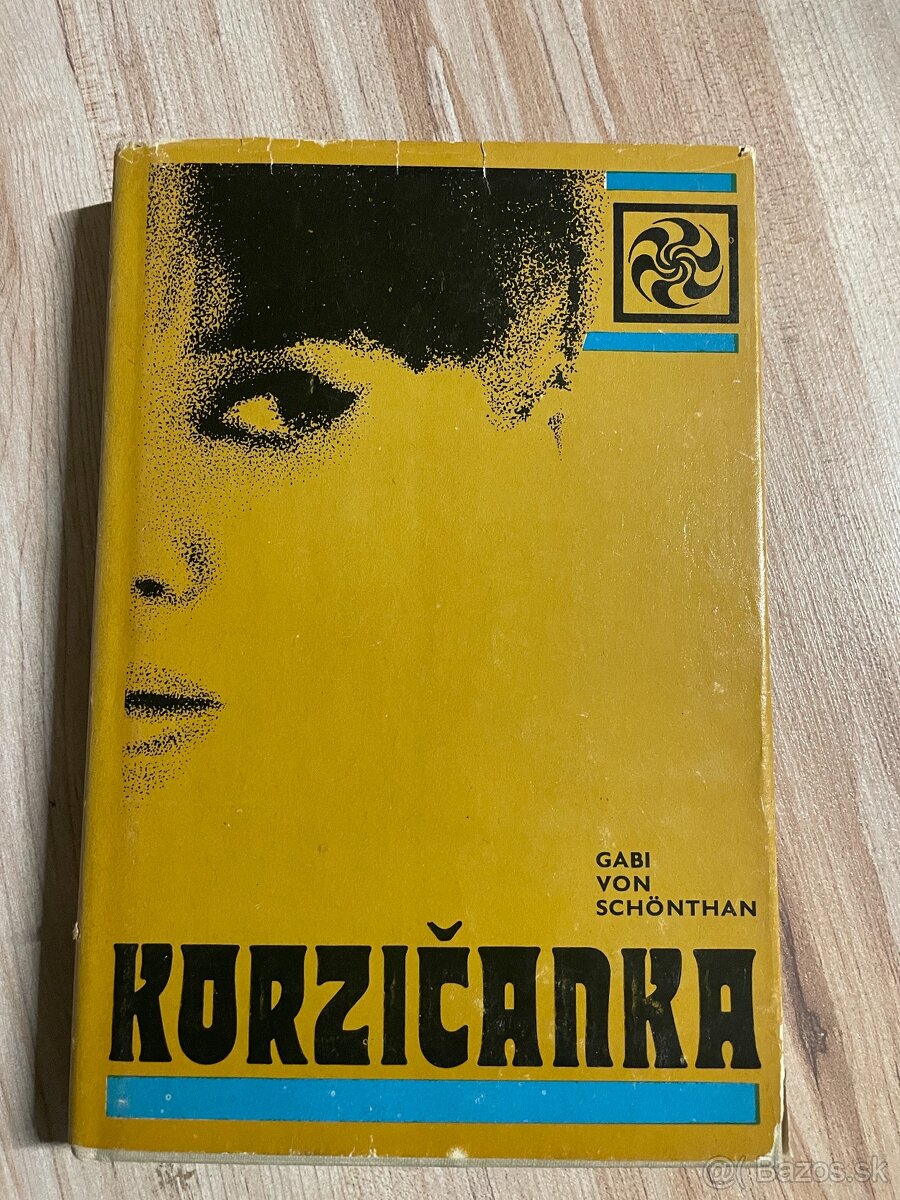 GABI
VON
SCHÖNTHAN
KORZIČANKA
@( Bazos.sk